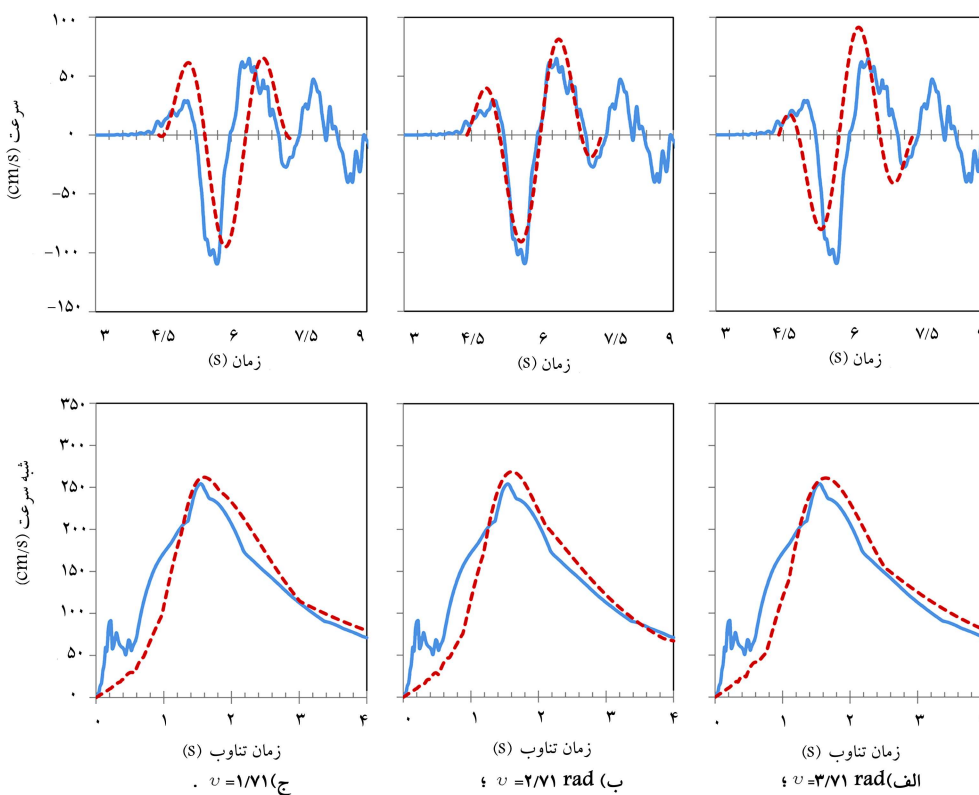 ۱۰۰
۵۰
۰
−۵۰
−۱۰۰
−۱۵۰
سرعت (cm/s)
۳ ۴/۵ ۶ ۷/۵ ۹
۳ ۴/۵ ۶ ۷/۵ ۹
۳ ۴/۵ ۶ ۷/۵ ۹
زمان (s)
زمان (s)
زمان (s)
۳۵۰
۳۰۰
۲۵۰
۲۰۰
۱۵۰
۱۰۰
۵۰
۰
شبه سرعت (cm/s)
۰ ۱ ۲ ۳ ۴
۰ ۱ ۲ ۳ ۴
۰ ۱ ۲ ۳
زمان تناوب (s)
زمان تناوب (s)
زمان تناوب (s)
الف) υ =۳/۷۱ rad ؛
ب) υ =۲/۷۱ rad ؛
ج) υ =۱/۷۱ .